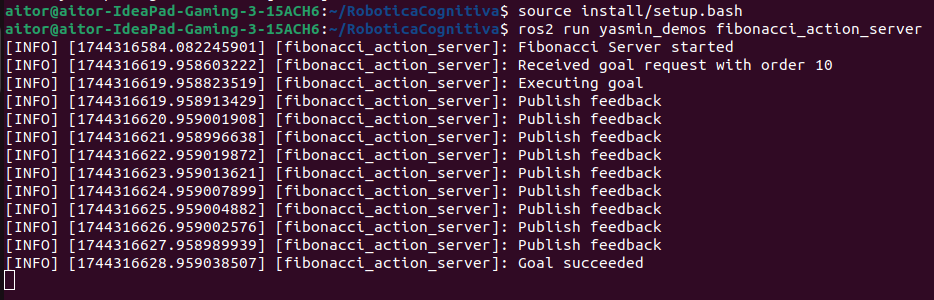 aitor@aitor-IdeaPad-Gaming-3-15ACH6:~/RoboticaCognitiva$ source install/setup.bash
aitor@aitor-IdeaPad-Gaming-3-15ACH6:~/RoboticaCognitiva$ ros2 run yasmin_demos fibonacci_action_server
[INFO] [1744316584.082245901] [fibonacci_action_server]: Fibonacci Server started
[INFO] [1744316619.958603222] [fibonacci_action_server]: Received goal request with order 10
[INFO] [1744316619.958823519] [fibonacci_action_server]: Executing goal
[INFO] [1744316619.958913429] [fibonacci_action_server]: Publish feedback
[INFO] [1744316620.959001908] [fibonacci_action_server]: Publish feedback
[INFO] [1744316621.958996638] [fibonacci_action_server]: Publish feedback
[INFO] [1744316622.959019872] [fibonacci_action_server]: Publish feedback
[INFO] [1744316623.959013621] [fibonacci_action_server]: Publish feedback
[INFO] [1744316624.959007899] [fibonacci_action_server]: Publish feedback
[INFO] [1744316625.959004882] [fibonacci_action_server]: Publish feedback
[INFO] [1744316626.959002576] [fibonacci_action_server]: Publish feedback
[INFO] [1744316627.958989939] [fibonacci_action_server]: Publish feedback
[INFO] [1744316628.959038507] [fibonacci_action_server]: Goal succeeded